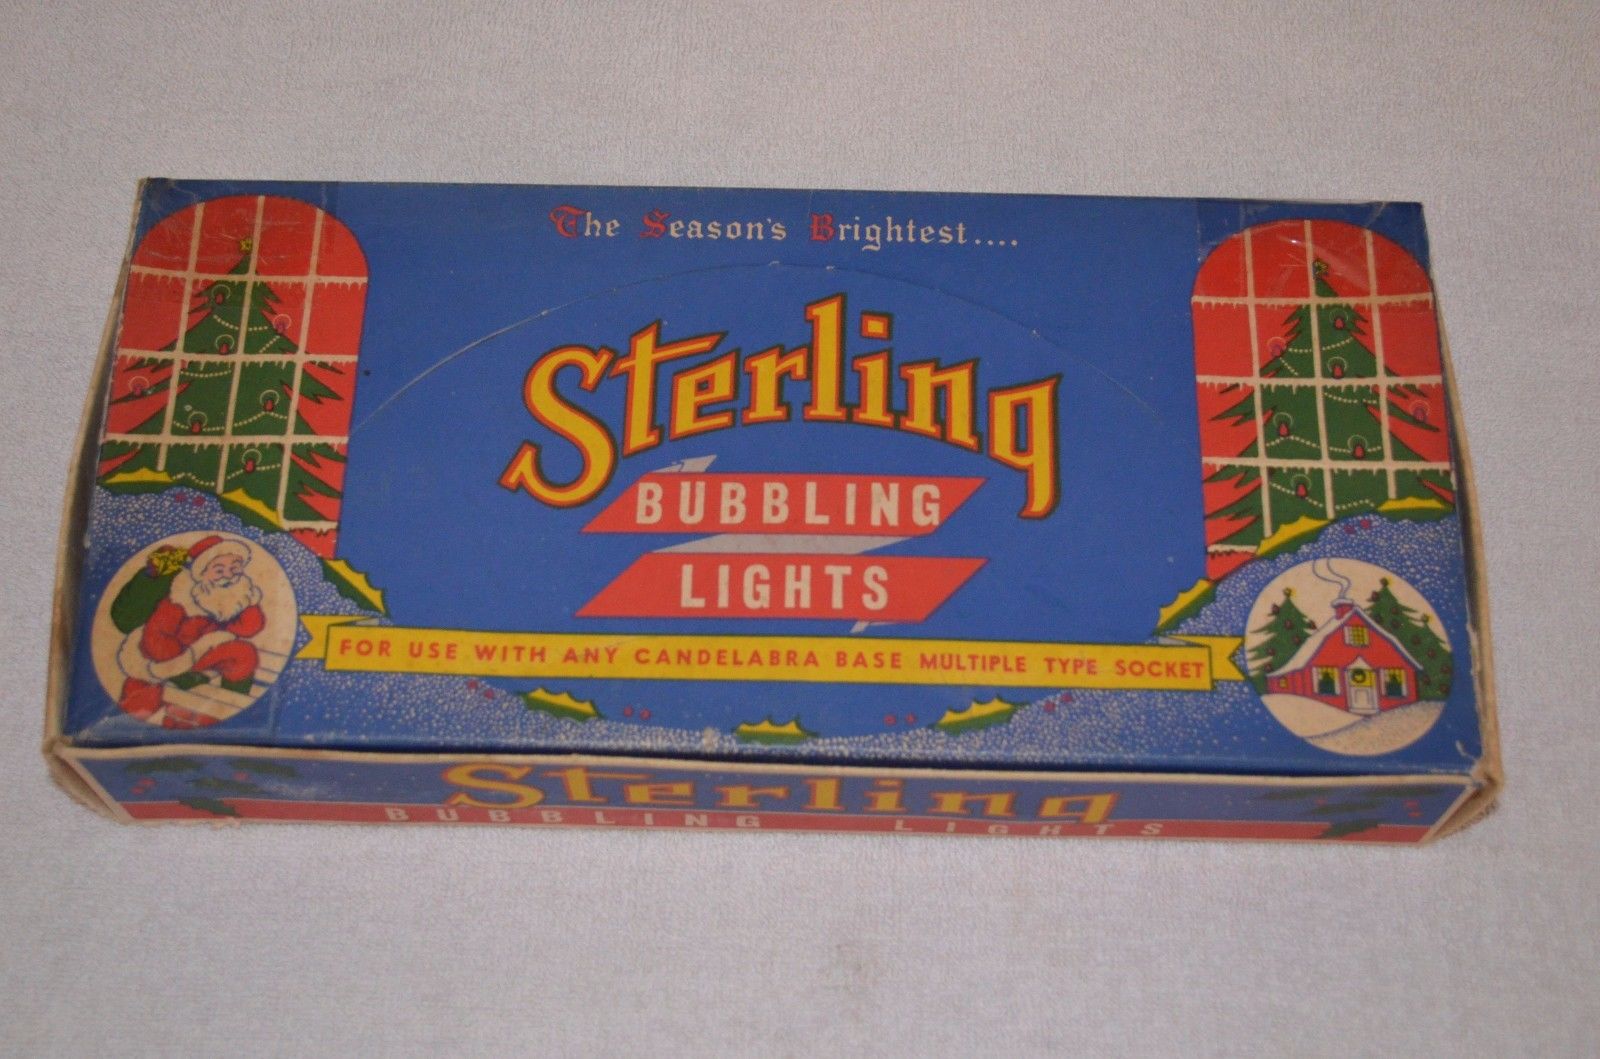 The Season's Brightest....
Sterling
BUBBLING
LIGHTS
FOR USE WITH ANY CANDELABRA BASE MULTIPLE TYPE SOCKET
Sterling
BUBBLING LIGHTS